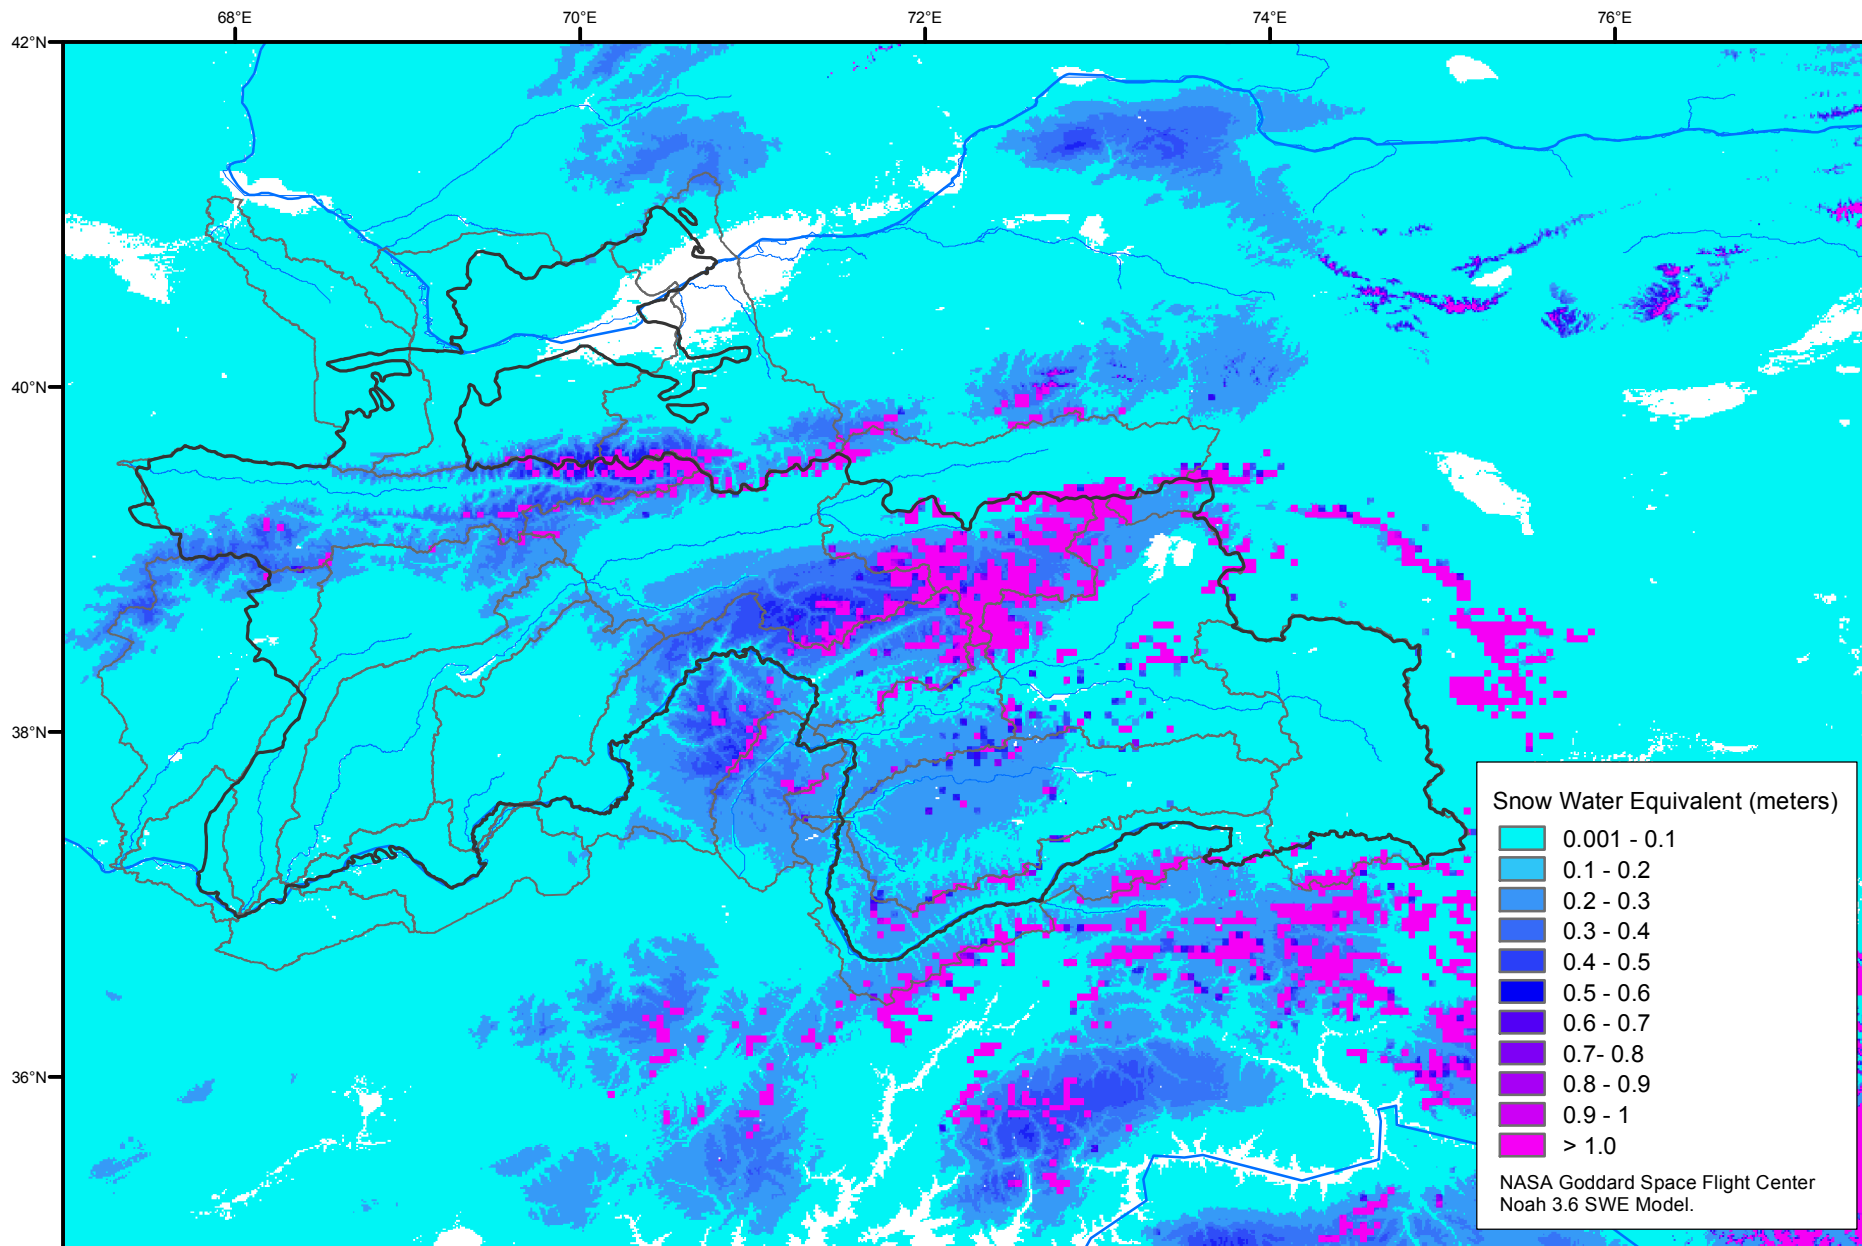 68°E
70°E
72°E
74°E
76°E
42°N
40°N
38°N
36°N
Snow Water Equivalent (meters)
0.001 - 0.1
0.1 - 0.2
0.2 - 0.3
0.3 - 0.4
0.4 - 0.5
0.5 - 0.6
0.6 - 0.7
0.7- 0.8
0.8 - 0.9
0.9 - 1
> 1.0
NASA Goddard Space Flight Center
Noah 3.6 SWE Model.